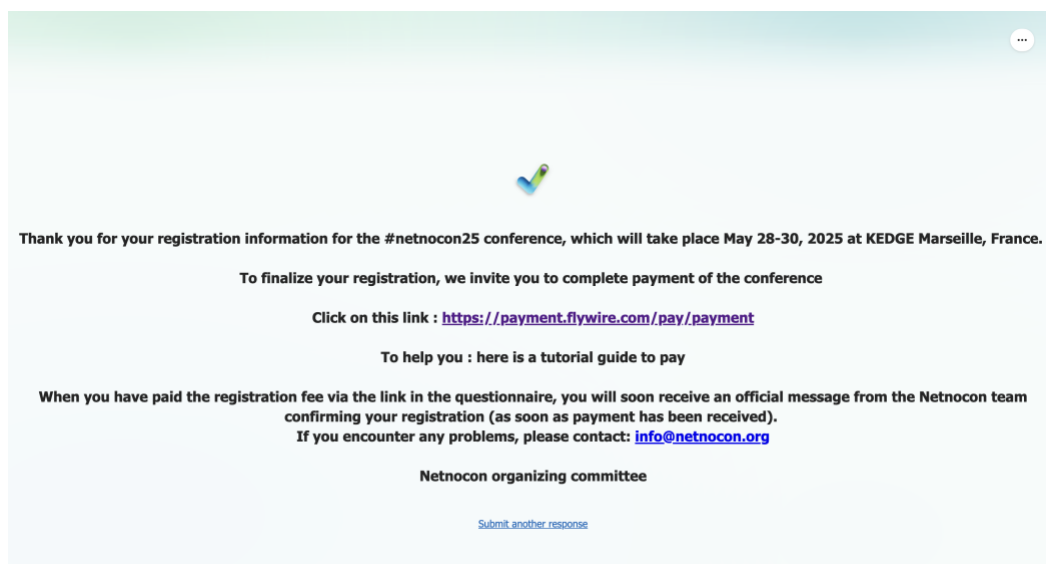 ...
Thank you for your registration information for the #netnocon25 conference, which will take place May 28-30, 2025 at KEDGE Marseille, France.
To finalize your registration, we invite you to complete payment of the conference
Click on this link : https://payment.flywire.com/pay/payment
To help you : here is a tutorial guide to pay
When you have paid the registration fee via the link in the questionnaire, you will soon receive an official message from the Netnocon team
confirming your registration (as soon as payment has been received).
If you encounter any problems, please contact: info@netnocon.org
Netnocon organizing committee
Submit another response